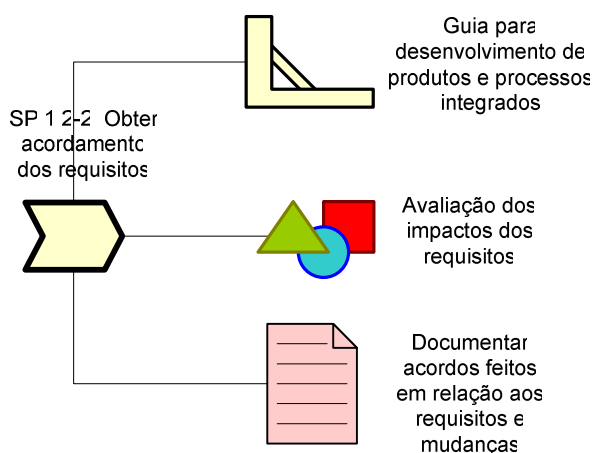 Guia para
desenvolvimento de
produtos e processos
integrados
SP 1.2-2 Obter
acordamento
dos requisitos
Avaliação dos
impactos dos
requisitos
Documentar
acordos feitos
em relação aos
requisitos e
mudanças